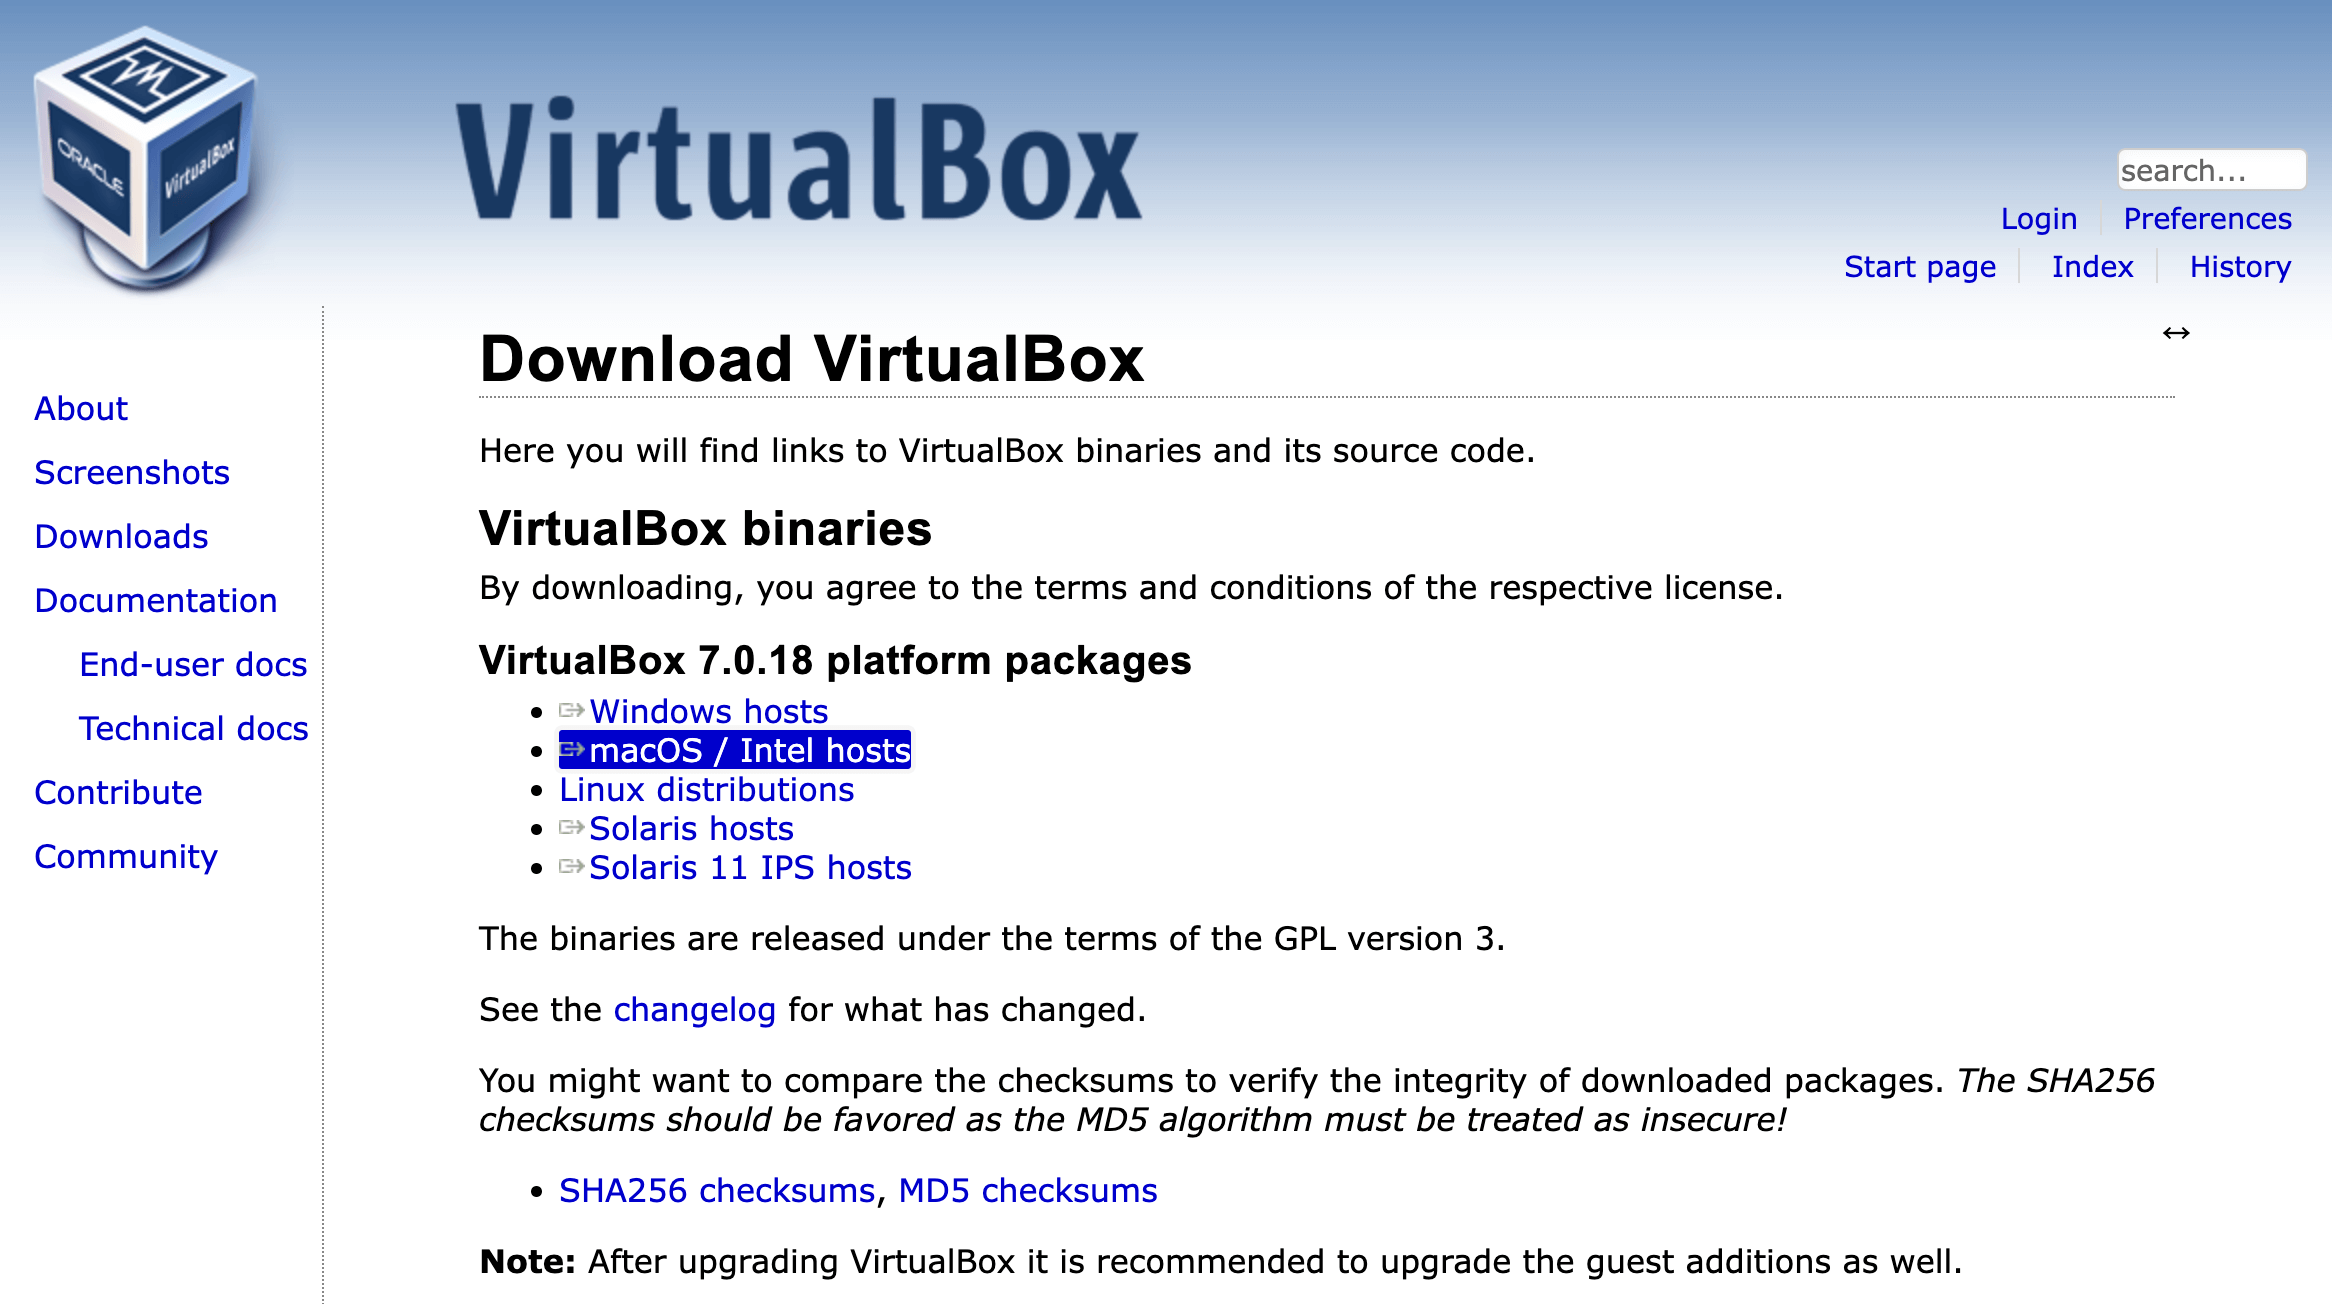 ORACLE
VirtualBox
VirtualBox
search...
Login
Preferences
Start page
Index
History
About
Screenshots
Downloads
Documentation
End-user docs
Technical docs
Contribute
Community
Download VirtualBox
Here you will find links to VirtualBox binaries and its source code.
VirtualBox binaries
By downloading, you agree to the terms and conditions of the respective license.
VirtualBox 7.0.18 platform packages
Windows hosts
macOS / Intel hosts
Linux distributions
Solaris hosts
Solaris 11 IPS hosts
The binaries are released under the terms of the GPL version 3.
See the changelog for what has changed.
You might want to compare the checksums to verify the integrity of downloaded packages. The SHA256
checksums should be favored as the MD5 algorithm must be treated as insecure!
SHA256 checksums, MD5 checksums
Note: After upgrading VirtualBox it is recommended to upgrade the guest additions as well.